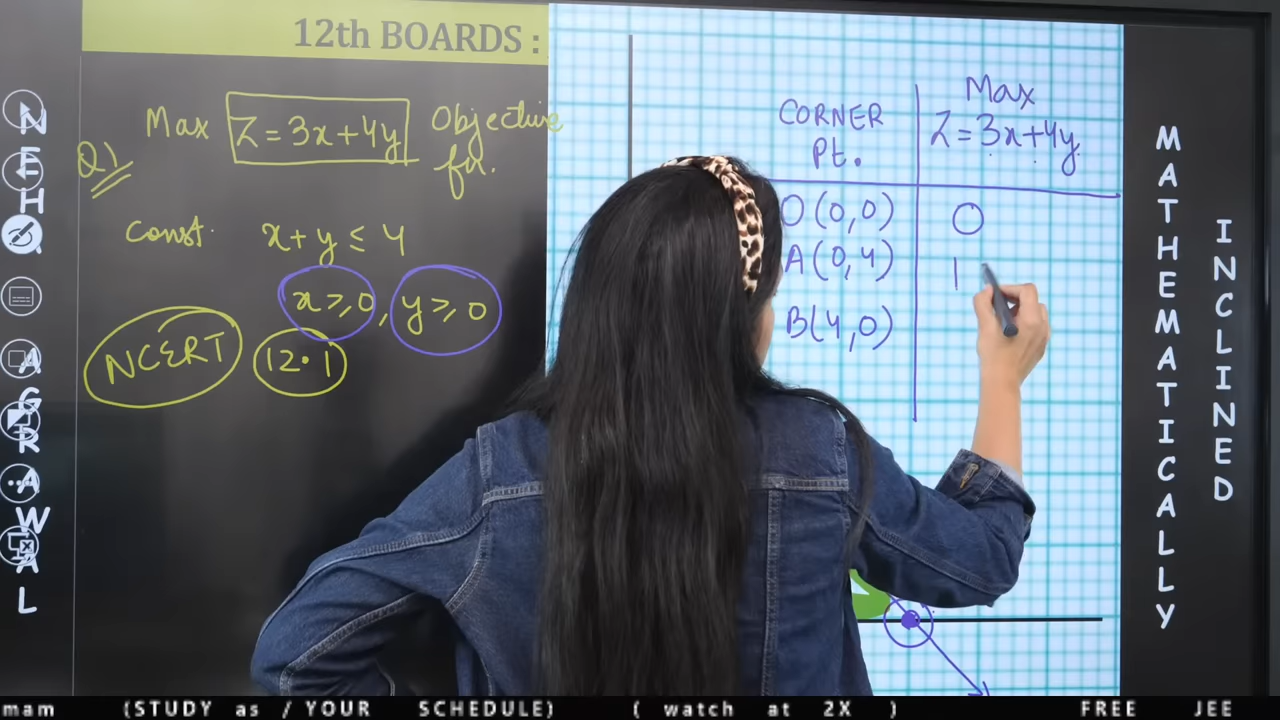 12th BOARDS :
Max Z = 3x+4y Objective
Q1 fn.
Const. x+y ≤ 4
x ≥ 0, y ≥ 0
NCERT 12.1
CORNER Pt. Max Z = 3x+4y
O(0,0) 0
A(0,4) 1
B(4,0)
NEHA AGRAWAL
MATHEMATICALLY
INCLINED
mam (STUDY as / YOUR SCHEDULE) ( watch at 2X ) FREE JEE